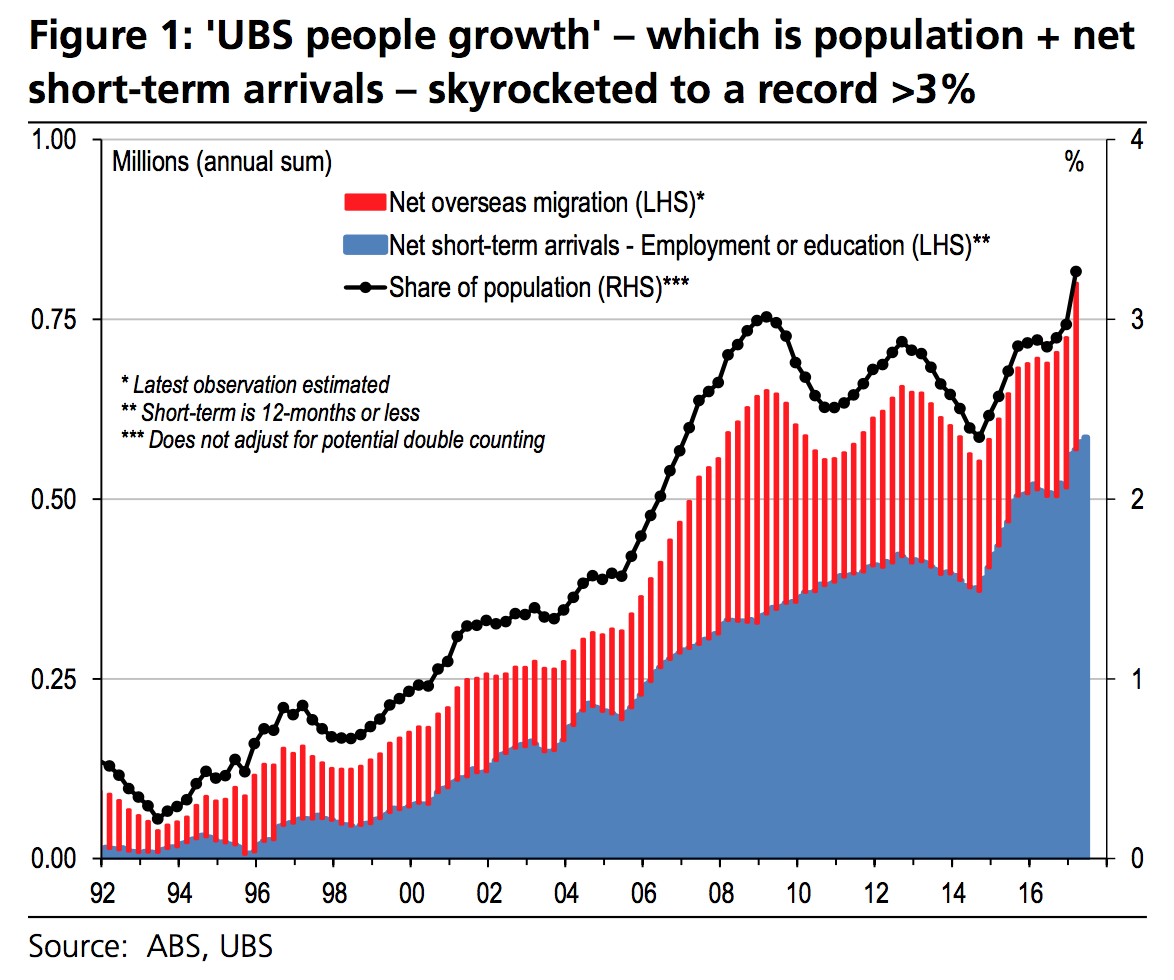 Figure 1: 'UBS people growth' – which is population + net
short-term arrivals – skyrocketed to a record >3%
1.00
4
Millions (annual sum)
%
Net overseas migration (LHS)*
Net short-term arrivals - Employment or education (LHS)**
Share of population (RHS)***
0.75
3
* Latest observation estimated
** Short-term is 12-months or less
*** Does not adjust for potential double counting
0.50
2
0.25
1
0.00
0
92 94 96 98 00 02 04 06 08 10 12 14 16
Source: ABS, UBS